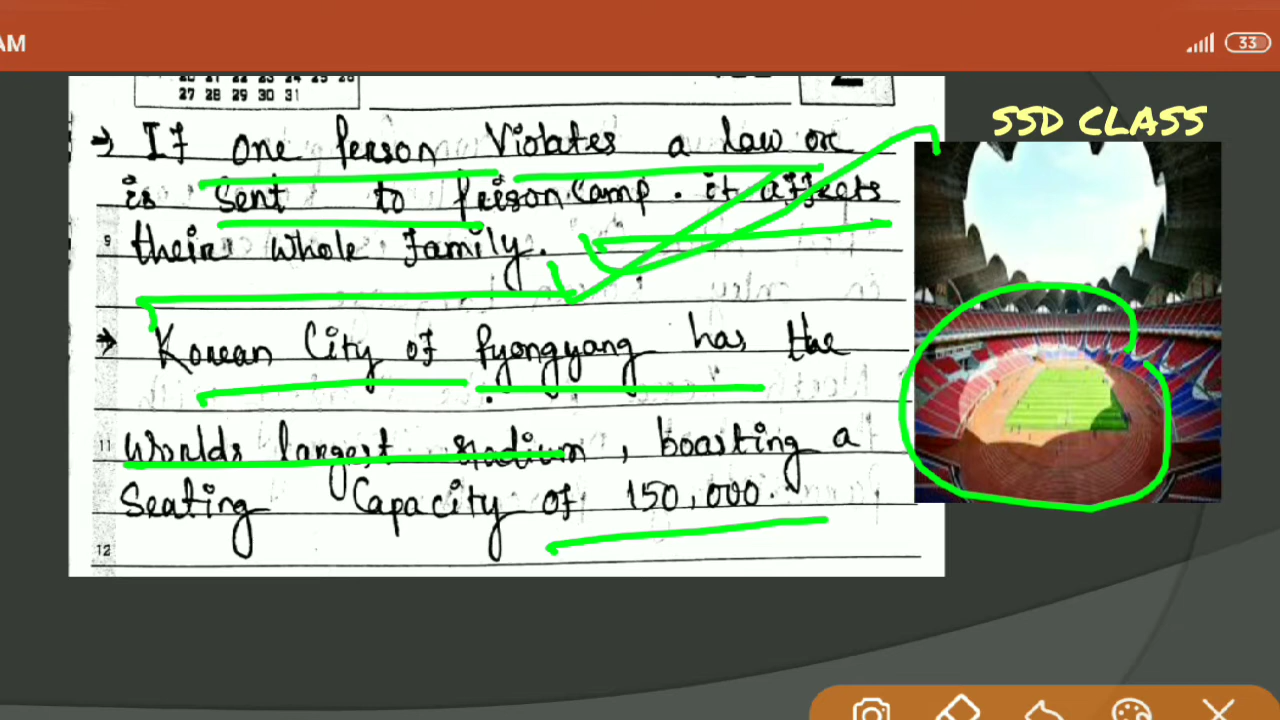 AM
33
27 28 29 30 31
SSD CLASS
→ If one person violates a law or
is sent to prison camp. it affects
9
their whole family.
→ Korean City of Pyongyang has the
11
Worlds largest stadium, boasting a
Seating Capacity of 150,000.
12